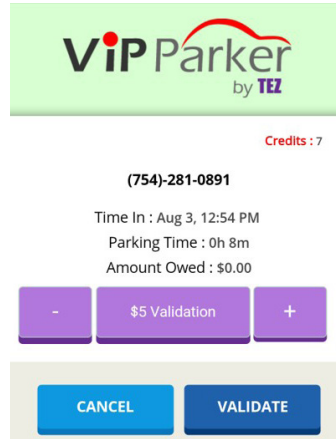 ViP Parker
by TEZ
Credits : 7
(754)-281-0891
Time In : Aug 3, 12:54 PM
Parking Time : 0h 8m
Amount Owed : $0.00
- $5 Validation +
CANCEL VALIDATE